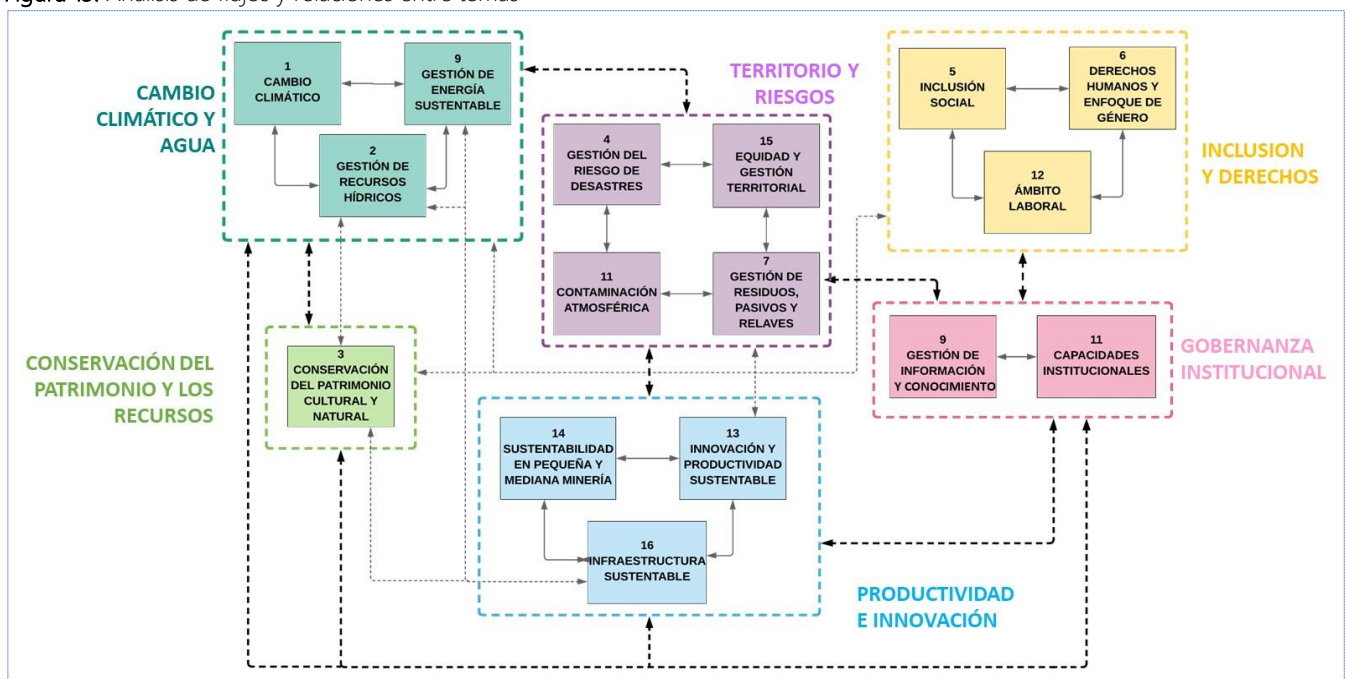 Figura 45. Análisis de flujos y relaciones entre temas
CAMBIO
CLIMÁTICO Y
AGUA
1
CAMBIO
CLIMÁTICO
9
GESTIÓN DE
ENERGÍA
SUSTENTABLE
2
GESTIÓN DE
RECURSOS
HÍDRICOS
TERRITORIO Y
RIESGOS
4
GESTIÓN DEL
RIESGO DE
DESASTRES
15
EQUIDAD Y
GESTIÓN
TERRITORIAL
11
CONTAMINACIÓN
ATMOSFÉRICA
7
GESTIÓN DE
RESIDUOS,
PASIVOS Y
RELAVES
5
INCLUSIÓN
SOCIAL
6
DERECHOS
HUMANOS Y
ENFOQUE DE
GÉNERO
12
ÁMBITO
LABORAL
INCLUSION
Y DERECHOS
CONSERVACIÓN DEL
PATRIMONIO Y LOS
RECURSOS
3
CONSERVACIÓN
DEL PATRIMONIO
CULTURAL Y
NATURAL
9
GESTIÓN DE
INFORMACIÓN
Y CONOCIMIENTO
11
CAPACIDADES
INSTITUCIONALES
GOBERNANZA
INSTITUCIONAL
14
SUSTENTABILIDAD
EN PEQUEÑA Y
MEDIANA MINERÍA
13
INNOVACIÓN Y
PRODUCTIVIDAD
SUSTENTABLE
16
INFRAESTRUCTURA
SUSTENTABLE
PRODUCTIVIDAD
E INNOVACIÓN